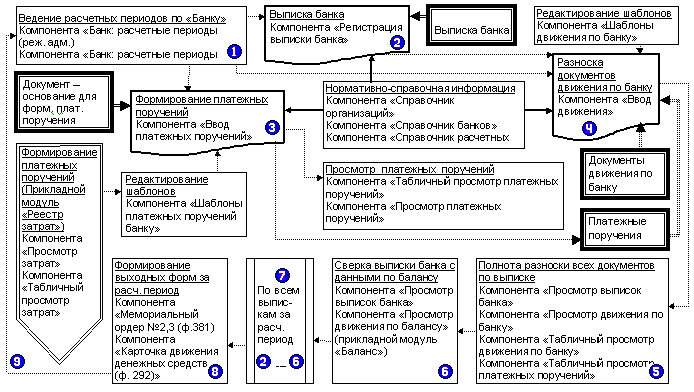 Ведение расчетных периодов по «Банку»
Компонента «Банк: расчетные периоды
(реж. адм.)
Компонента «Банк: расчетные периоды
1
Выписка банка
Компонента «Регистрация
выписки банка»
2
Выписка банка
Редактирование шаблонов
Компонента «Шаблоны
движения по банку»
Документ –
основание для
форм, плат.
поручения
Формирование платежных
поручений
Компонента «Ввод
платежных поручений»
3
Нормативно-справочная информация
Компонента «Справочник
организаций»
Компонента «Справочник банков»
Компонента «Справочник расчетных
Разноска
документов
движения по банку
Компонента «Ввод
движения»
4
Формирование
платежных
поручений
(Прикладной
модуль
«Реестр
затрат»)
Компонента
«Просмотр
затрат»
Компонента
«Табличный
просмотр
затрат»
9
Редактирование
шаблонов
Компонента «Шаблоны
платежных поручений
банку»
Просмотр платежных поручений
Компонента «Табличный просмотр платежных
поручений»
Компонента «Просмотр платежных
поручений»
Документы
движения по
банку
Платежные
поручения
Формирование
выходных форм за
расч. период
Компонента
«Мемориальный
ордер №2,3 (ф.381)
Компонента
«Карточка движения
денежных средств
(ф. 292)»
8
7
По всем
выпис-
кам за
расч.
период
2 ... 6
Сверка выписки банка с
данными по балансу
Компонента «Просмотр
выписок банка»
Компонента «Просмотр
движения по балансу»
(прикладной модуль
«Баланс»)
6
Полнота разноски всех документов
по выписке
Компонента «Просмотр выписок
банка»
Компонента «Просмотр движения по
банку»
Компонента «Табличный просмотр
движения по банку»
Компонента «Табличный просмотр
платежных поручений»
5